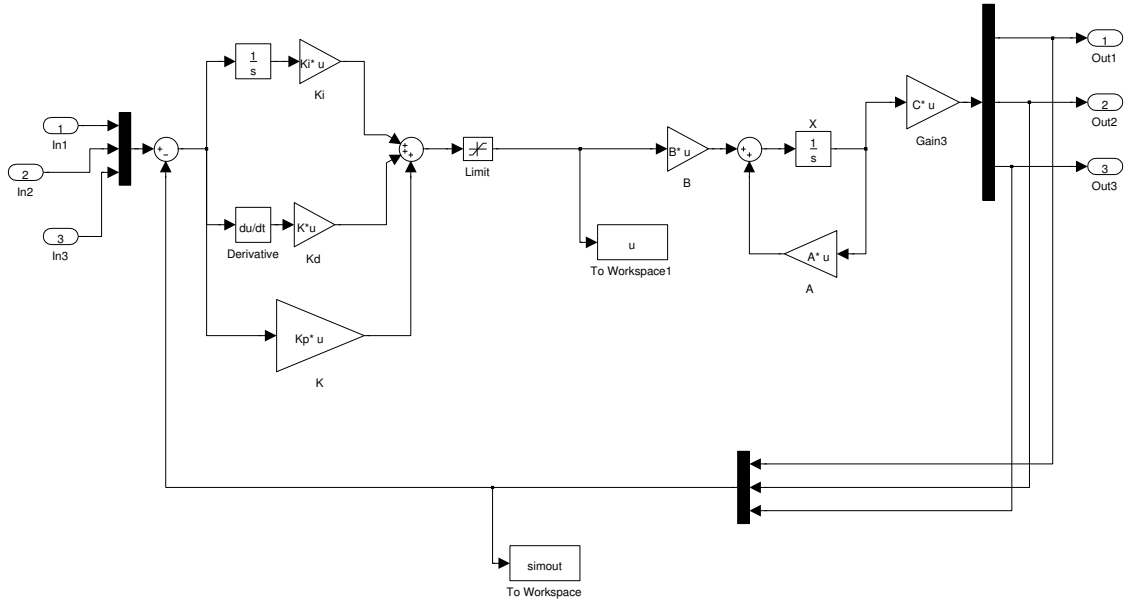 1
In1
2
In2
3
In3
+
−
1
s
Ki* u
Ki
du/dt
Derivative
K*u
Kd
Kp* u
K
+
+
+
Limit
u
To Workspace1
B* u
B
+
+
X
1
s
A* u
A
C* u
Gain3
1
Out1
2
Out2
3
Out3
simout
To Workspace